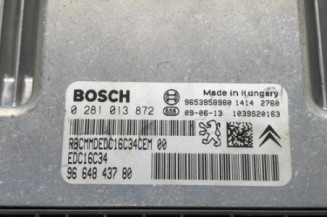 BOSCH
Made in Hungary
9653958980 1414 2760
0 281 013 872
09-06-13 1039S20163
RBCMMDEDC16C34CEM 00
EDC16C34
96 648 437 80